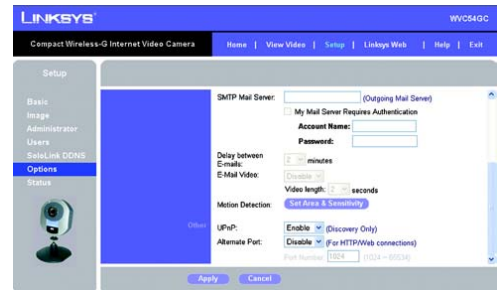 LINKSYS®
WVC54GC
Compact Wireless-G Internet Video Camera
Home | View Video | Setup | Linksys Web | Help | Exit
Setup
Basic
Image
Administrator
Users
SoloLink DDNS
Options
Status
SMTP Mail Server: (Outgoing Mail Server)
My Mail Server Requires Authentication
Account Name:
Password:
Delay between
E-mails: 2 minutes
E-Mail Video: Disable
Video length: 2 seconds
Motion Detection: Set Area & Sensitivity
Other
UPnP: Enable (Discovery Only)
Alternate Port: Disable (For HTTP/Web connections)
Port Number: 1024 (1024 ~ 65534)
Apply Cancel